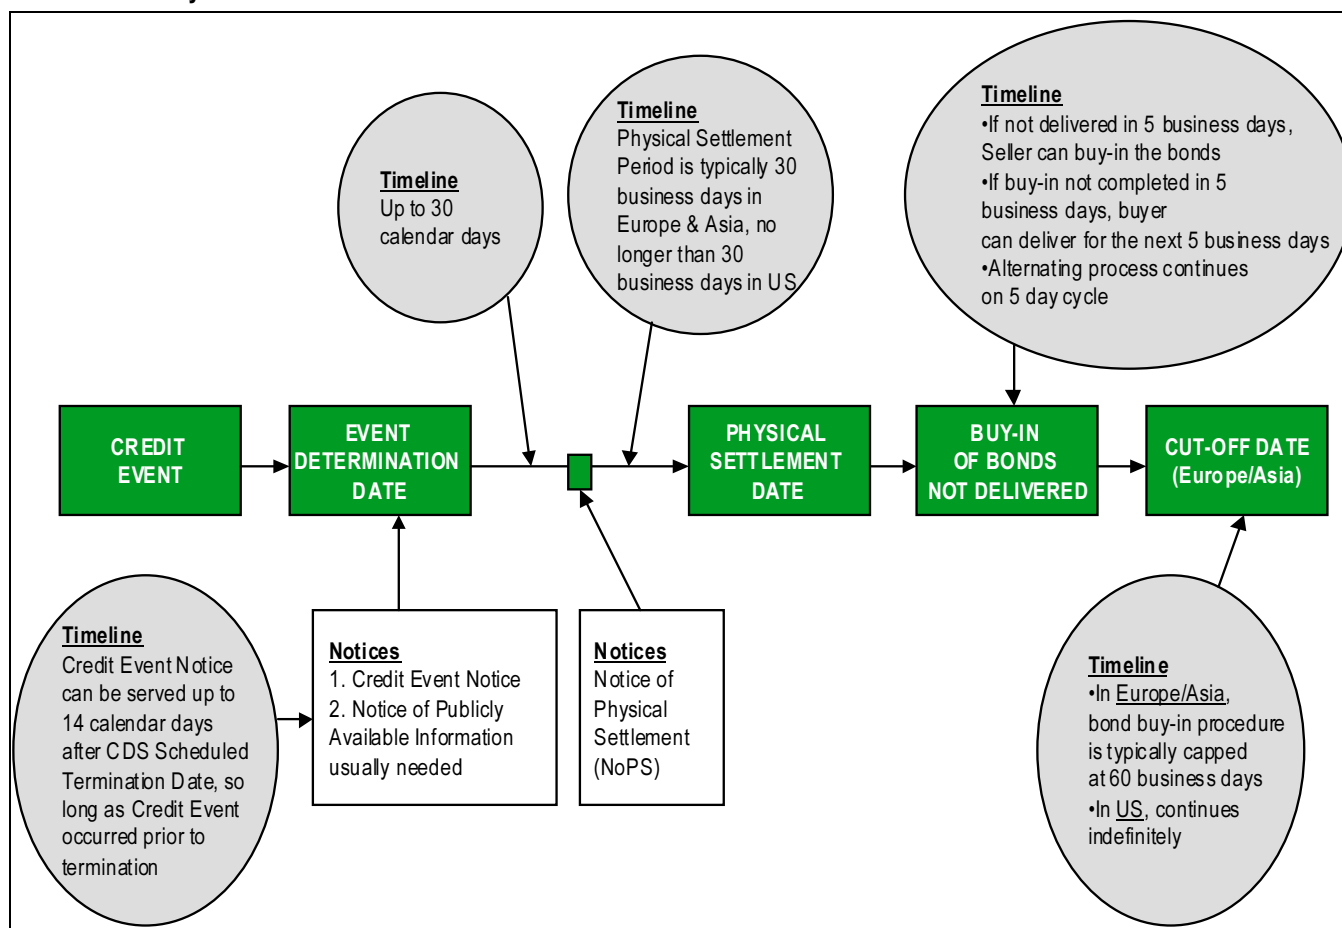 Timeline
Up to 30
calendar days
Timeline
Physical Settlement
Period is typically 30
business days in
Europe & Asia, no
longer than 30
business days in US
Timeline
•If not delivered in 5 business days,
Seller can buy-in the bonds
•If buy-in not completed in 5
business days, buyer
can deliver for the next 5 business days
•Alternating process continues
on 5 day cycle
CREDIT
EVENT
EVENT
DETERMINATION
DATE
PHYSICAL
SETTLEMENT
DATE
BUY-IN
OF BONDS
NOT DELIVERED
CUT-OFF DATE
(Europe/Asia)
Timeline
Credit Event Notice
can be served up to
14 calendar days
after CDS Scheduled
Termination Date, so
long as Credit Event
occurred prior to
termination
Notices
1. Credit Event Notice
2. Notice of Publicly
Available Information
usually needed
Notices
Notice of
Physical
Settlement
(NoPS)
Timeline
•In Europe/Asia,
bond buy-in procedure
is typically capped
at 60 business days
•In US, continues
indefinitely